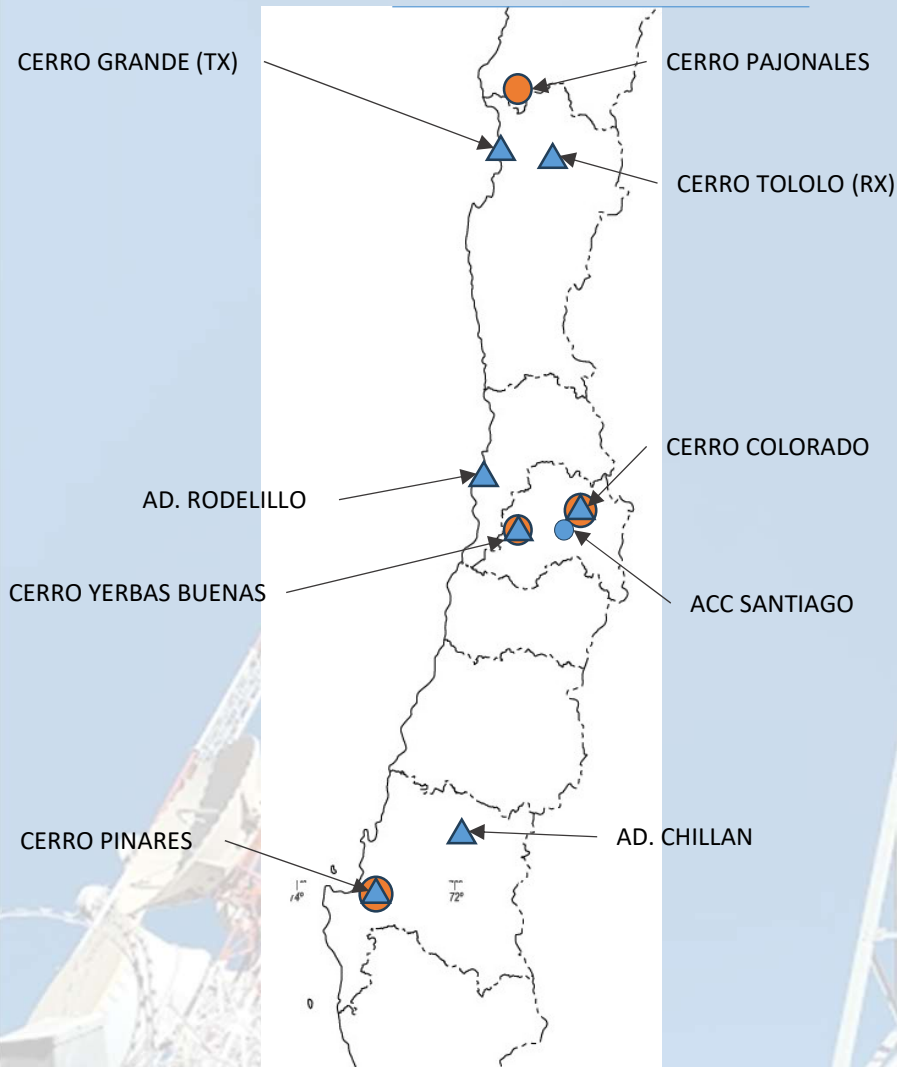 CERRO GRANDE (TX)
CERRO PAJONALES
CERRO TOLOLO (RX)
CERRO COLORADO
AD. RODELILLO
CERRO YERBAS BUENAS
ACC SANTIAGO
CERRO PINARES
AD. CHILLAN
72°